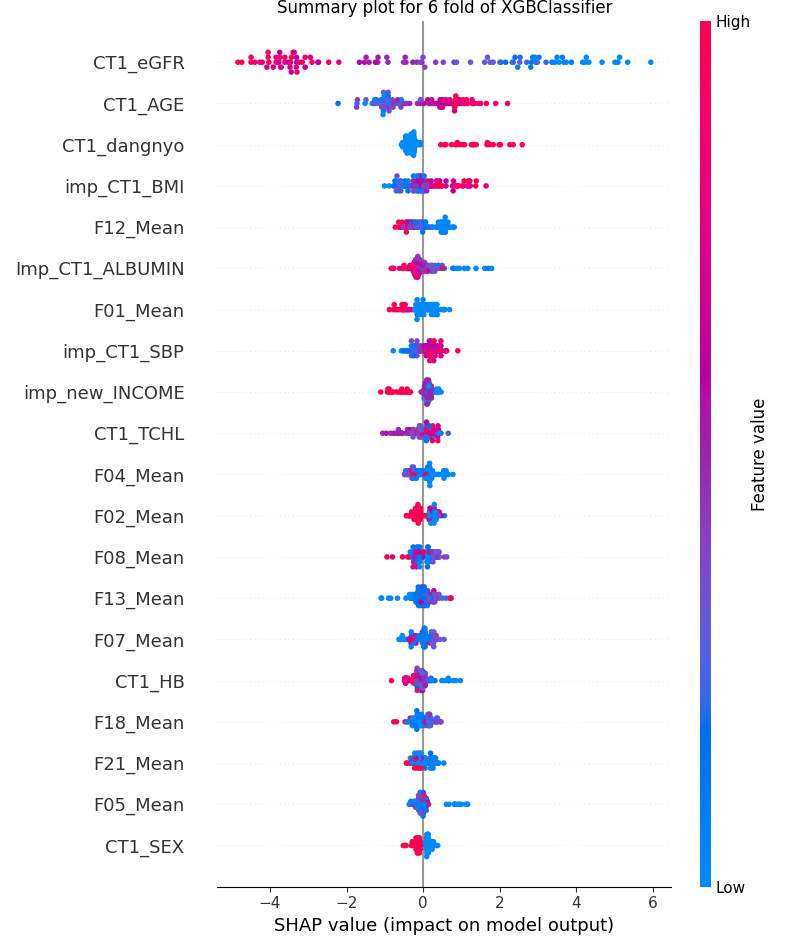 Summary plot for 6 fold of XGBClassifier
High
CT1_eGFR
CT1_AGE
CT1_dangnyo
imp_CT1_BMI
F12_Mean
Imp_CT1_ALBUMIN
F01_Mean
imp_CT1_SBP
imp_new_INCOME
CT1_TCHL
F04_Mean
F02_Mean
F08_Mean
F13_Mean
F07_Mean
CT1_HB
F18_Mean
F21_Mean
F05_Mean
CT1_SEX
Feature value
Low
−4 −2 0 2 4 6
SHAP value (impact on model output)